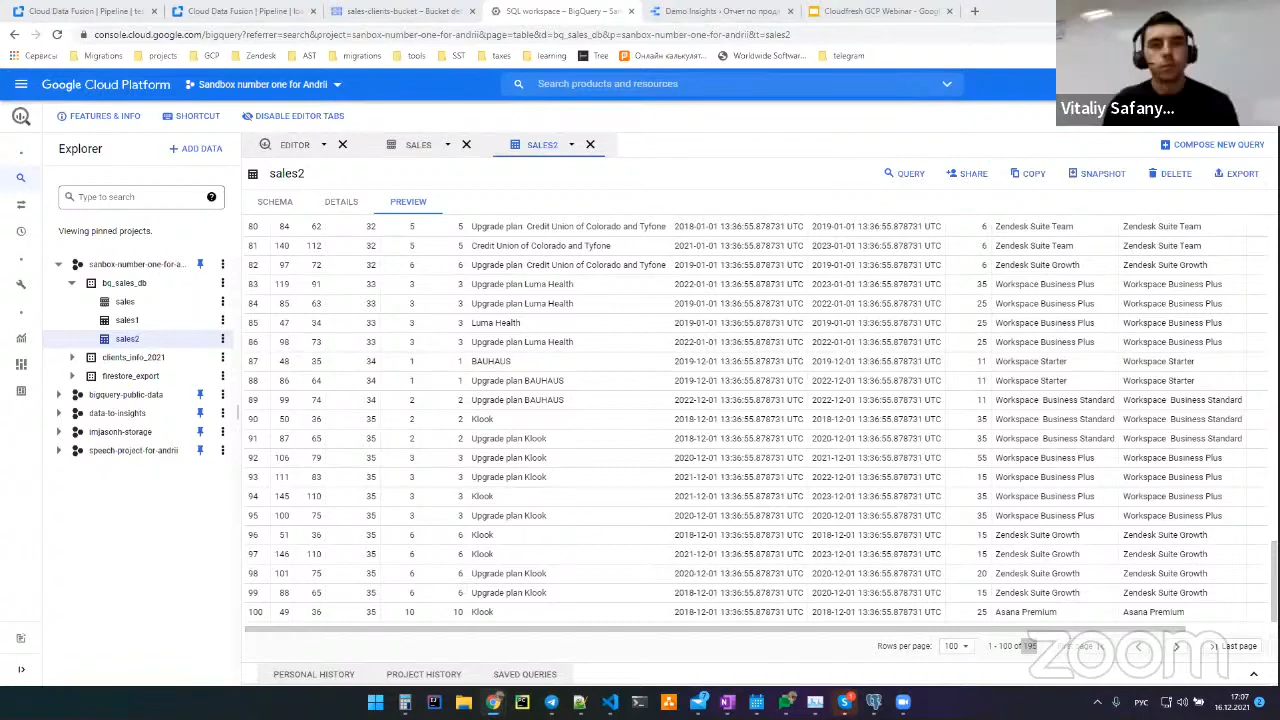 Cloud Data Fusion | Pipeline | te
Cloud Data Fusion | Pipeline | lo
sales-clients-bucket – Bucket de
SQL workspace – BigQuery – Sa
Demo Insights › Отчет по прод
Cloudfresh GCP Webinar - Google
console.cloud.google.com/bigquery?referrer=search&project=sanbox-number-one-for-andrii&page=table&d=bq_sales_db&p=sanbox-number-one-for-andrii&t=sales2
Сервисы
Migrations
projects
GCP
Zendesk
AST
migrations
tools
SST
taxes
learning
Tree
Онлайн калькулят...
Worldwide Softwar...
telegram
Vitaliy Safany...
Google Cloud Platform
Sandbox number one for Andrii
Search products and resources
FEATURES & INFO
SHORTCUT
DISABLE EDITOR TABS
Explorer
+ ADD DATA
EDITOR
SALES
SALES2
COMPOSE NEW QUERY
sales2
QUERY
SHARE
COPY
SNAPSHOT
DELETE
EXPORT
Type to search
SCHEMA
DETAILS
PREVIEW
Viewing pinned projects.
sanbox-number-one-for-a...
bq_sales_db
sales
sales1
sales2
clients_info_2021
firestore_export
bigquery-public-data
data-to-insights
imjasonh-storage
speech-project-for-andrii
80 84 62 32 5 5 Upgrade plan Credit Union of Colorado and Tyfone 2018-01-01 13:36:55.878731 UTC 2019-01-01 13:36:55.878731 UTC 6 Zendesk Suite Team Zendesk Suite Team
81 140 112 32 5 5 Credit Union of Colorado and Tyfone 2021-01-01 13:36:55.878731 UTC 2023-01-01 13:36:55.878731 UTC 6 Zendesk Suite Team Zendesk Suite Team
82 97 72 32 6 6 Upgrade plan Credit Union of Colorado and Tyfone 2019-01-01 13:36:55.878731 UTC 2019-01-01 13:36:55.878731 UTC 6 Zendesk Suite Growth Zendesk Suite Growth
83 119 91 33 3 3 Upgrade plan Luma Health 2022-01-01 13:36:55.878731 UTC 2023-01-01 13:36:55.878731 UTC 35 Workspace Business Plus Workspace Business Plus
84 85 63 33 3 3 Upgrade plan Luma Health 2019-01-01 13:36:55.878731 UTC 2022-01-01 13:36:55.878731 UTC 25 Workspace Business Plus Workspace Business Plus
85 47 34 33 3 3 Luma Health 2019-01-01 13:36:55.878731 UTC 2019-01-01 13:36:55.878731 UTC 25 Workspace Business Plus Workspace Business Plus
86 98 73 33 3 3 Upgrade plan Luma Health 2022-01-01 13:36:55.878731 UTC 2022-01-01 13:36:55.878731 UTC 25 Workspace Business Plus Workspace Business Plus
87 48 35 34 1 1 BAUHAUS 2019-12-01 13:36:55.878731 UTC 2019-12-01 13:36:55.878731 UTC 11 Workspace Starter Workspace Starter
88 86 64 34 1 1 Upgrade plan BAUHAUS 2019-12-01 13:36:55.878731 UTC 2022-12-01 13:36:55.878731 UTC 11 Workspace Starter Workspace Starter
89 99 74 34 2 2 Upgrade plan BAUHAUS 2022-12-01 13:36:55.878731 UTC 2022-12-01 13:36:55.878731 UTC 11 Workspace Business Standard Workspace Business Standard
90 50 36 35 2 2 Klook 2018-12-01 13:36:55.878731 UTC 2018-12-01 13:36:55.878731 UTC 35 Workspace Business Standard Workspace Business Standard
91 87 65 35 2 2 Upgrade plan Klook 2018-12-01 13:36:55.878731 UTC 2020-12-01 13:36:55.878731 UTC 35 Workspace Business Standard Workspace Business Standard
92 106 79 35 3 3 Upgrade plan Klook 2020-12-01 13:36:55.878731 UTC 2021-12-01 13:36:55.878731 UTC 55 Workspace Business Plus Workspace Business Plus
93 111 83 35 3 3 Upgrade plan Klook 2021-12-01 13:36:55.878731 UTC 2021-12-01 13:36:55.878731 UTC 35 Workspace Business Plus Workspace Business Plus
94 145 110 35 3 3 Klook 2021-12-01 13:36:55.878731 UTC 2023-12-01 13:36:55.878731 UTC 35 Workspace Business Plus Workspace Business Plus
95 100 75 35 3 3 Upgrade plan Klook 2020-12-01 13:36:55.878731 UTC 2020-12-01 13:36:55.878731 UTC 35 Workspace Business Plus Workspace Business Plus
96 51 36 35 6 6 Klook 2018-12-01 13:36:55.878731 UTC 2018-12-01 13:36:55.878731 UTC 15 Zendesk Suite Growth Zendesk Suite Growth
97 146 110 35 6 6 Klook 2021-12-01 13:36:55.878731 UTC 2023-12-01 13:36:55.878731 UTC 15 Zendesk Suite Growth Zendesk Suite Growth
98 101 75 35 6 6 Upgrade plan Klook 2020-12-01 13:36:55.878731 UTC 2020-12-01 13:36:55.878731 UTC 20 Zendesk Suite Growth Zendesk Suite Growth
99 88 65 35 6 6 Upgrade plan Klook 2018-12-01 13:36:55.878731 UTC 2020-12-01 13:36:55.878731 UTC 15 Zendesk Suite Growth Zendesk Suite Growth
100 49 36 35 10 10 Klook 2018-12-01 13:36:55.878731 UTC 2018-12-01 13:36:55.878731 UTC 25 Asana Premium Asana Premium
Rows per page: 100 1 - 100 of 195 First page Last page
zoom
PERSONAL HISTORY
PROJECT HISTORY
SAVED QUERIES
РУС
17:07
16.12.2021